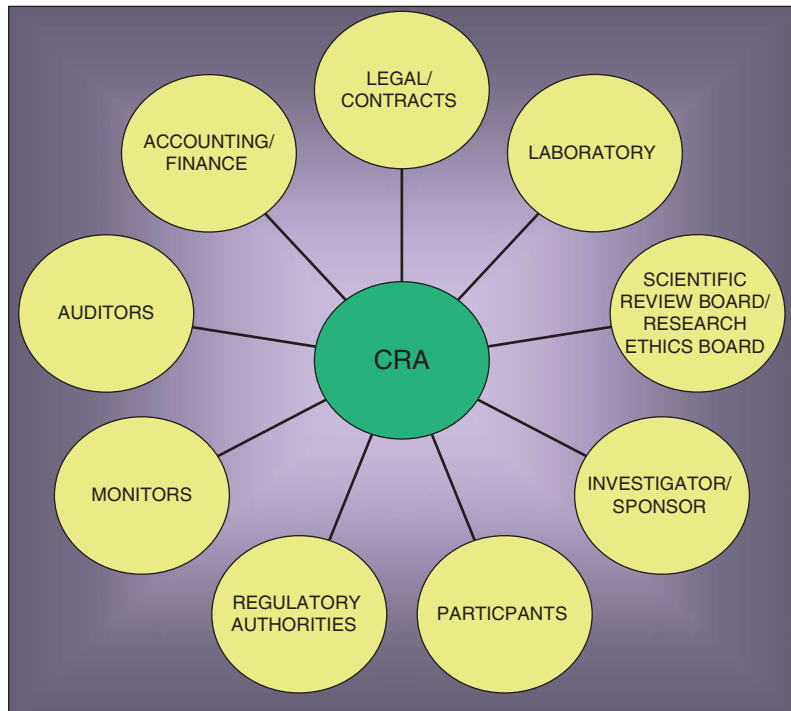 LEGAL/
CONTRACTS
LABORATORY
SCIENTIFIC
REVIEW BOARD/
RESEARCH
ETHICS BOARD
INVESTIGATOR/
SPONSOR
PARTICPANTS
REGULATORY
AUTHORITIES
MONITORS
AUDITORS
ACCOUNTING/
FINANCE
CRA